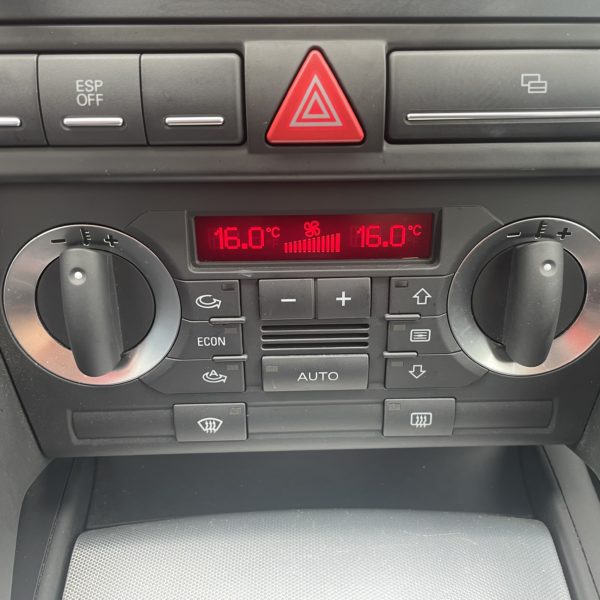 ESP
OFF
- +
- +
16.0°C 16.0°C
- +
ECON
AUTO